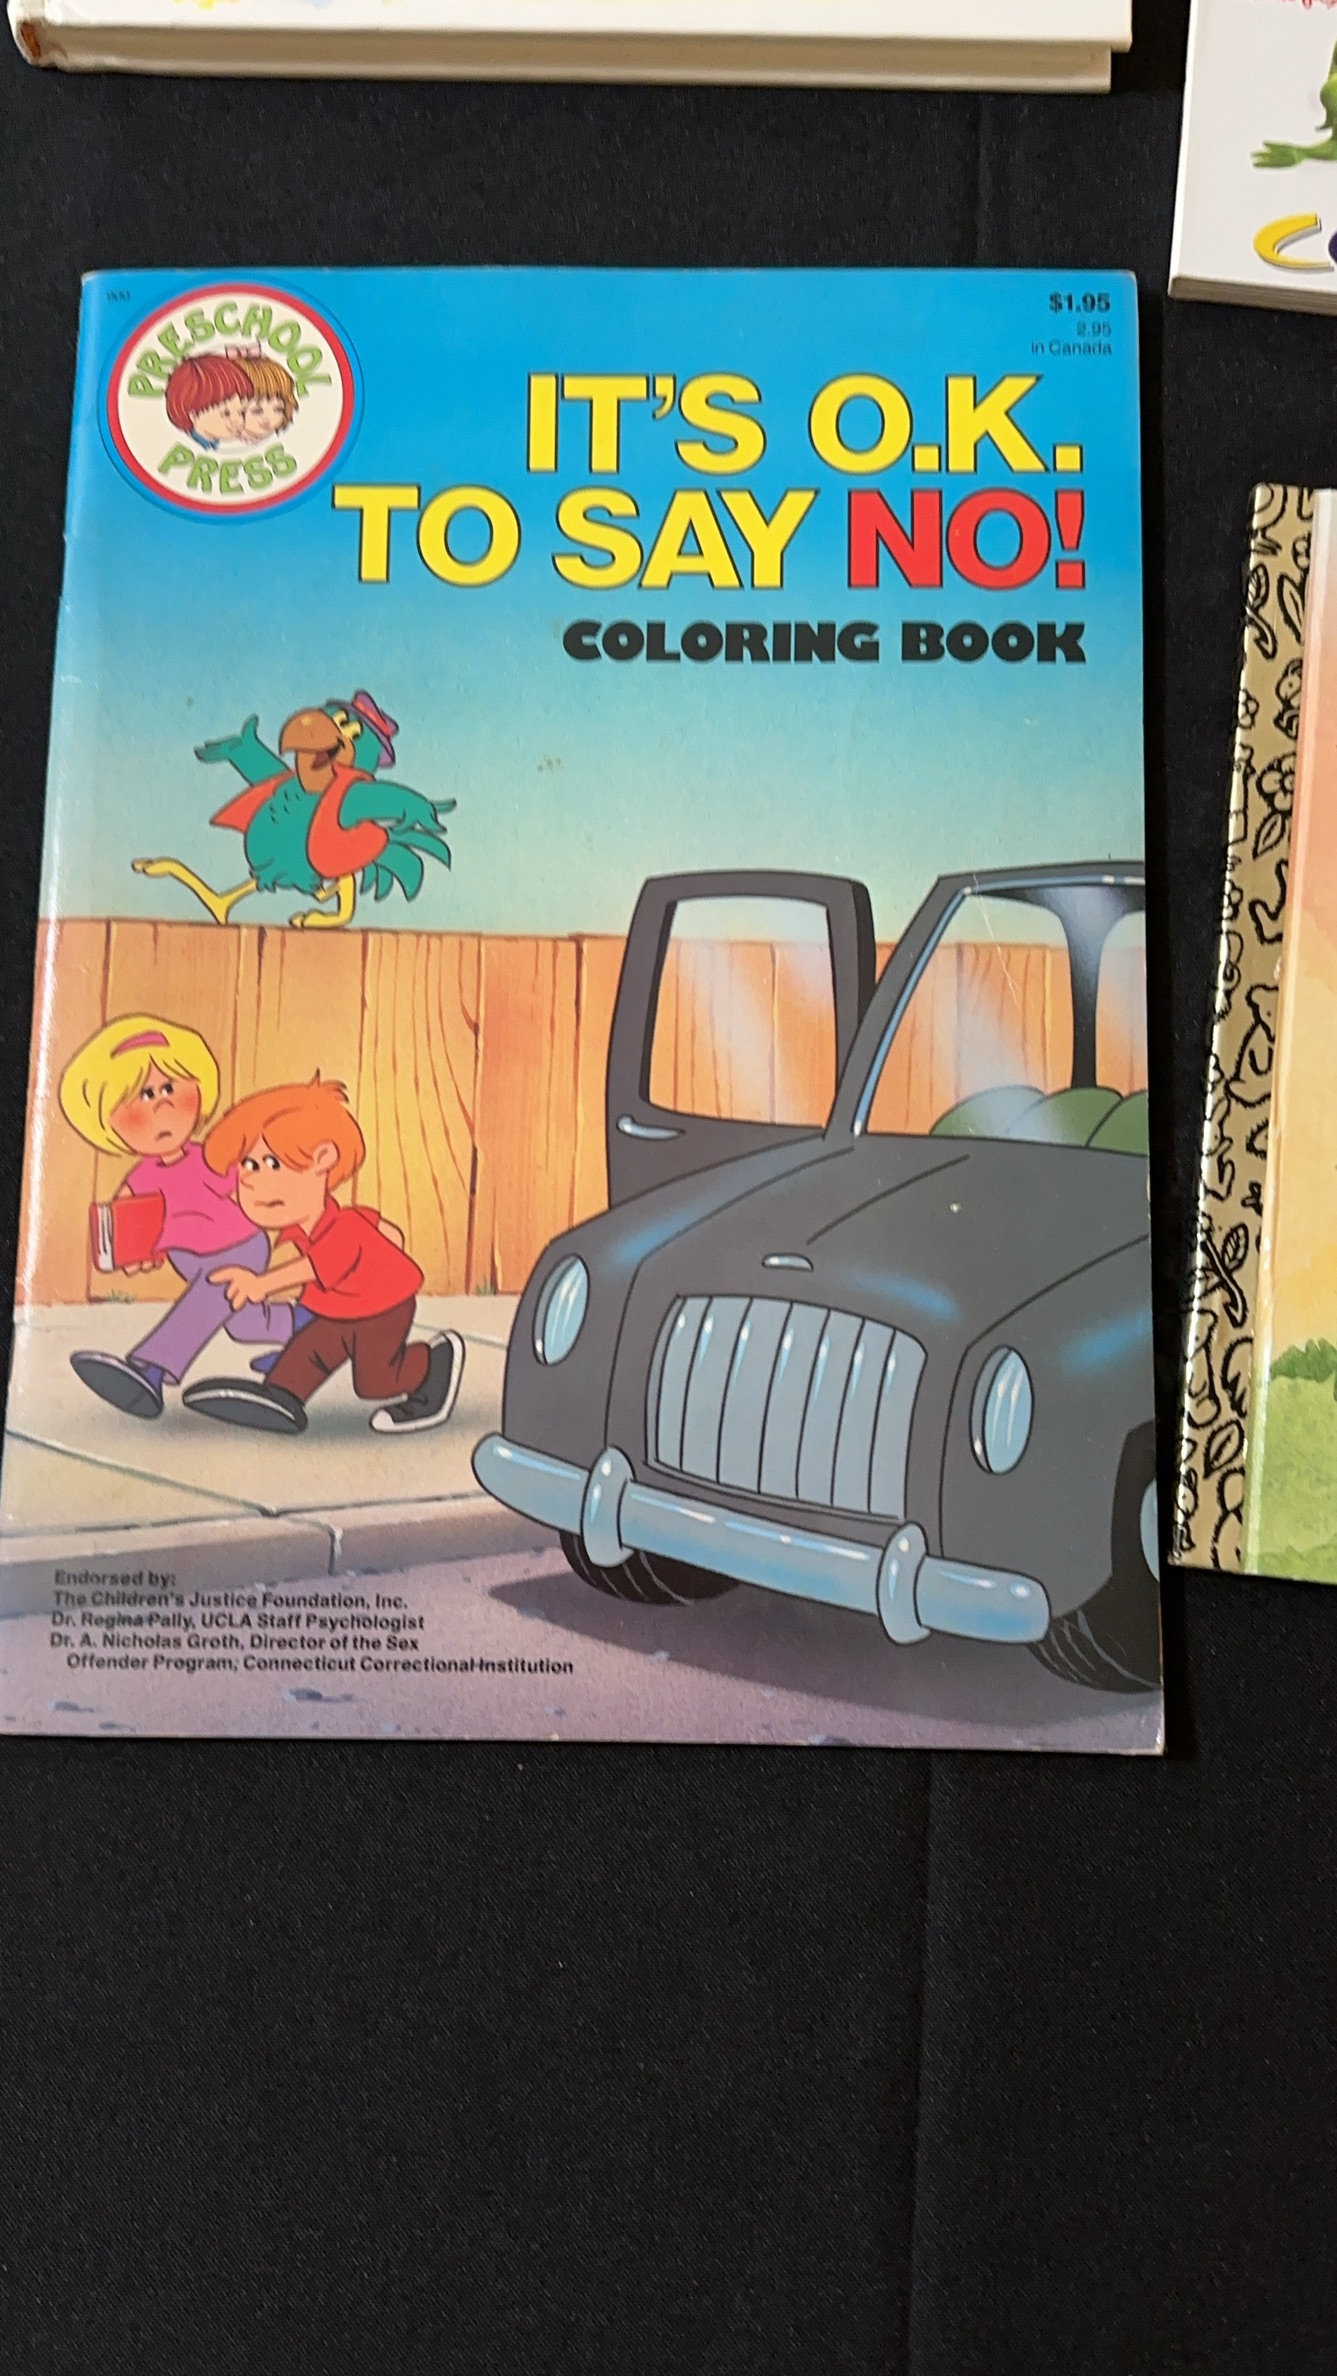 PRESCHOOL
PRESS
$1.95
2.95
in Canada
IT'S O.K.
TO SAY NO!
COLORING BOOK
Endorsed by:
The Children's Justice Foundation, Inc.
Dr. Regina Pally, UCLA Staff Psychologist
Dr. A. Nicholas Groth, Director of the Sex
Offender Program, Connecticut Correctional Institution